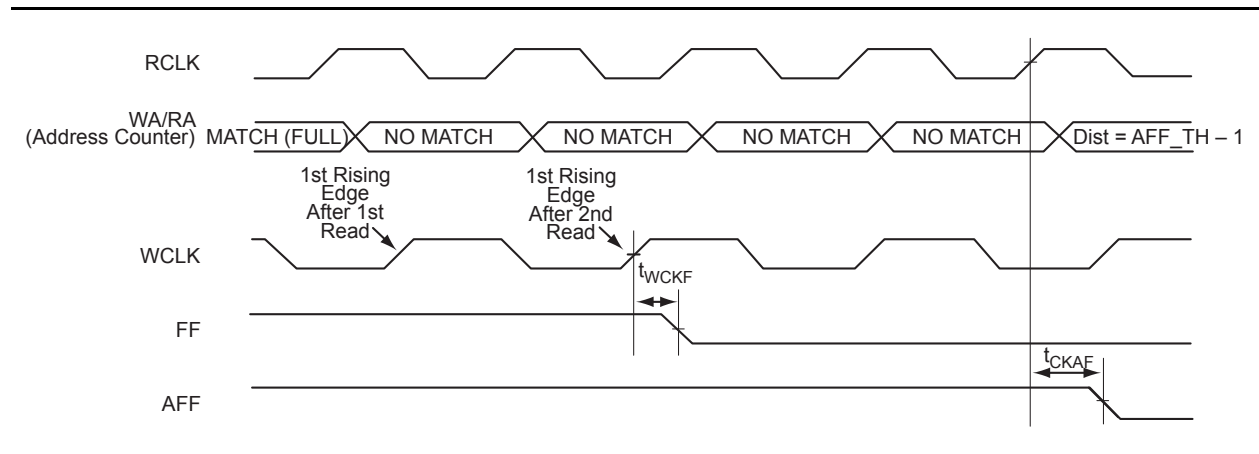 RCLK
WA/RA
(Address Counter)
MATCH (FULL)
NO MATCH
NO MATCH
NO MATCH
NO MATCH
Dist = AFF_TH – 1
1st Rising
Edge
After 1st
Read
1st Rising
Edge
After 2nd
Read
WCLK
tWCKF
FF
tCKAF
AFF